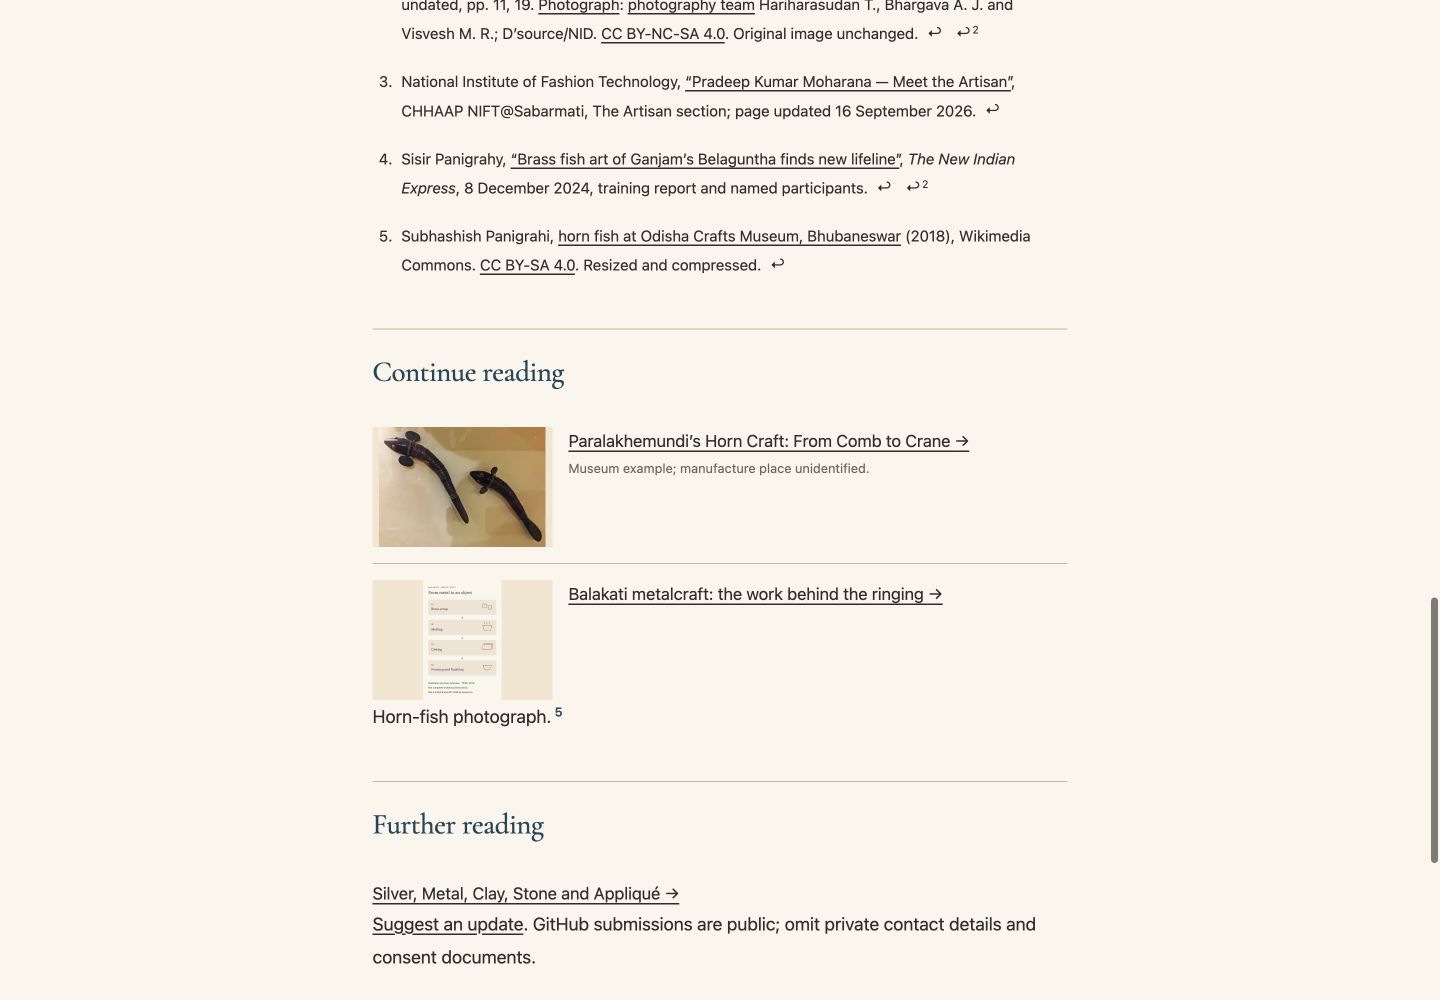 undated, pp. 11, 19. Photograph: photography team Hariharasudan T., Bhargava A. J. and
Visvesh M. R.; D’source/NID. CC BY-NC-SA 4.0. Original image unchanged. ↩ ↩2
3. National Institute of Fashion Technology, “Pradeep Kumar Moharana — Meet the Artisan”,
CHHAAP NIFT@Sabarmati, The Artisan section; page updated 16 September 2026. ↩
4. Sisir Panigrahy, “Brass fish art of Ganjam’s Belaguntha finds new lifeline”, The New Indian
Express, 8 December 2024, training report and named participants. ↩ ↩2
5. Subhashish Panigrahi, horn fish at Odisha Crafts Museum, Bhubaneswar (2018), Wikimedia
Commons. CC BY-SA 4.0. Resized and compressed. ↩
Continue reading
Paralakhemundi’s Horn Craft: From Comb to Crane →
Museum example; manufacture place unidentified.
Balakati metalcraft: the work behind the ringing →
From metal to an object
Melting
Casting
Horn-fish photograph. 5
Further reading
Silver, Metal, Clay, Stone and Appliqué →
Suggest an update. GitHub submissions are public; omit private contact details and
consent documents.